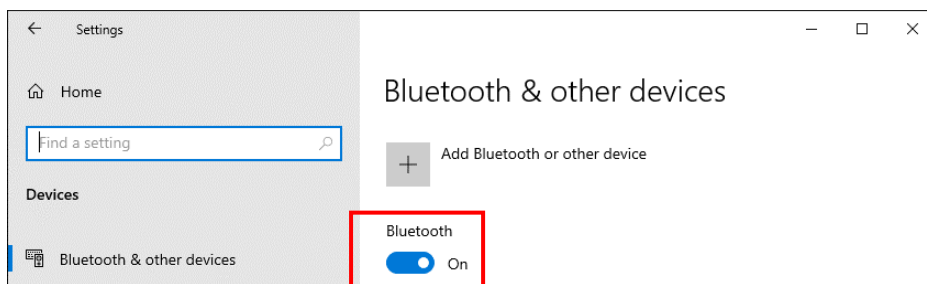 Settings
Home
Find a setting
Devices
Bluetooth & other devices
Bluetooth & other devices
Add Bluetooth or other device
Bluetooth
On